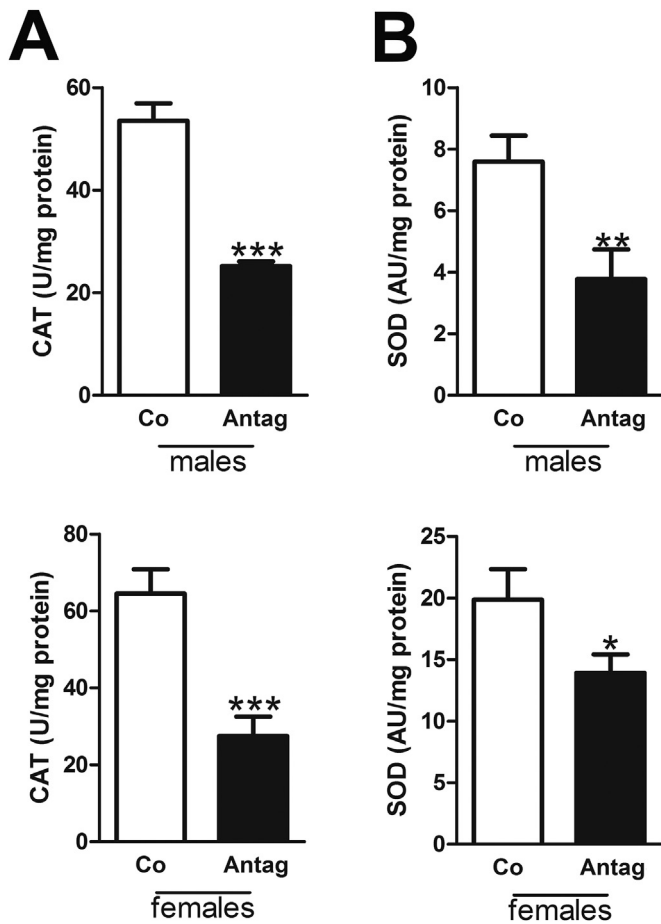 A
CAT (U/mg protein)
60
40
20
0
***
Co Antag
males
B
SOD (AU/mg protein)
10
8
6
4
2
0
**
Co Antag
males
CAT (U/mg protein)
80
60
40
20
0
***
Co Antag
females
SOD (AU/mg protein)
25
20
15
10
5
0
*
Co Antag
females